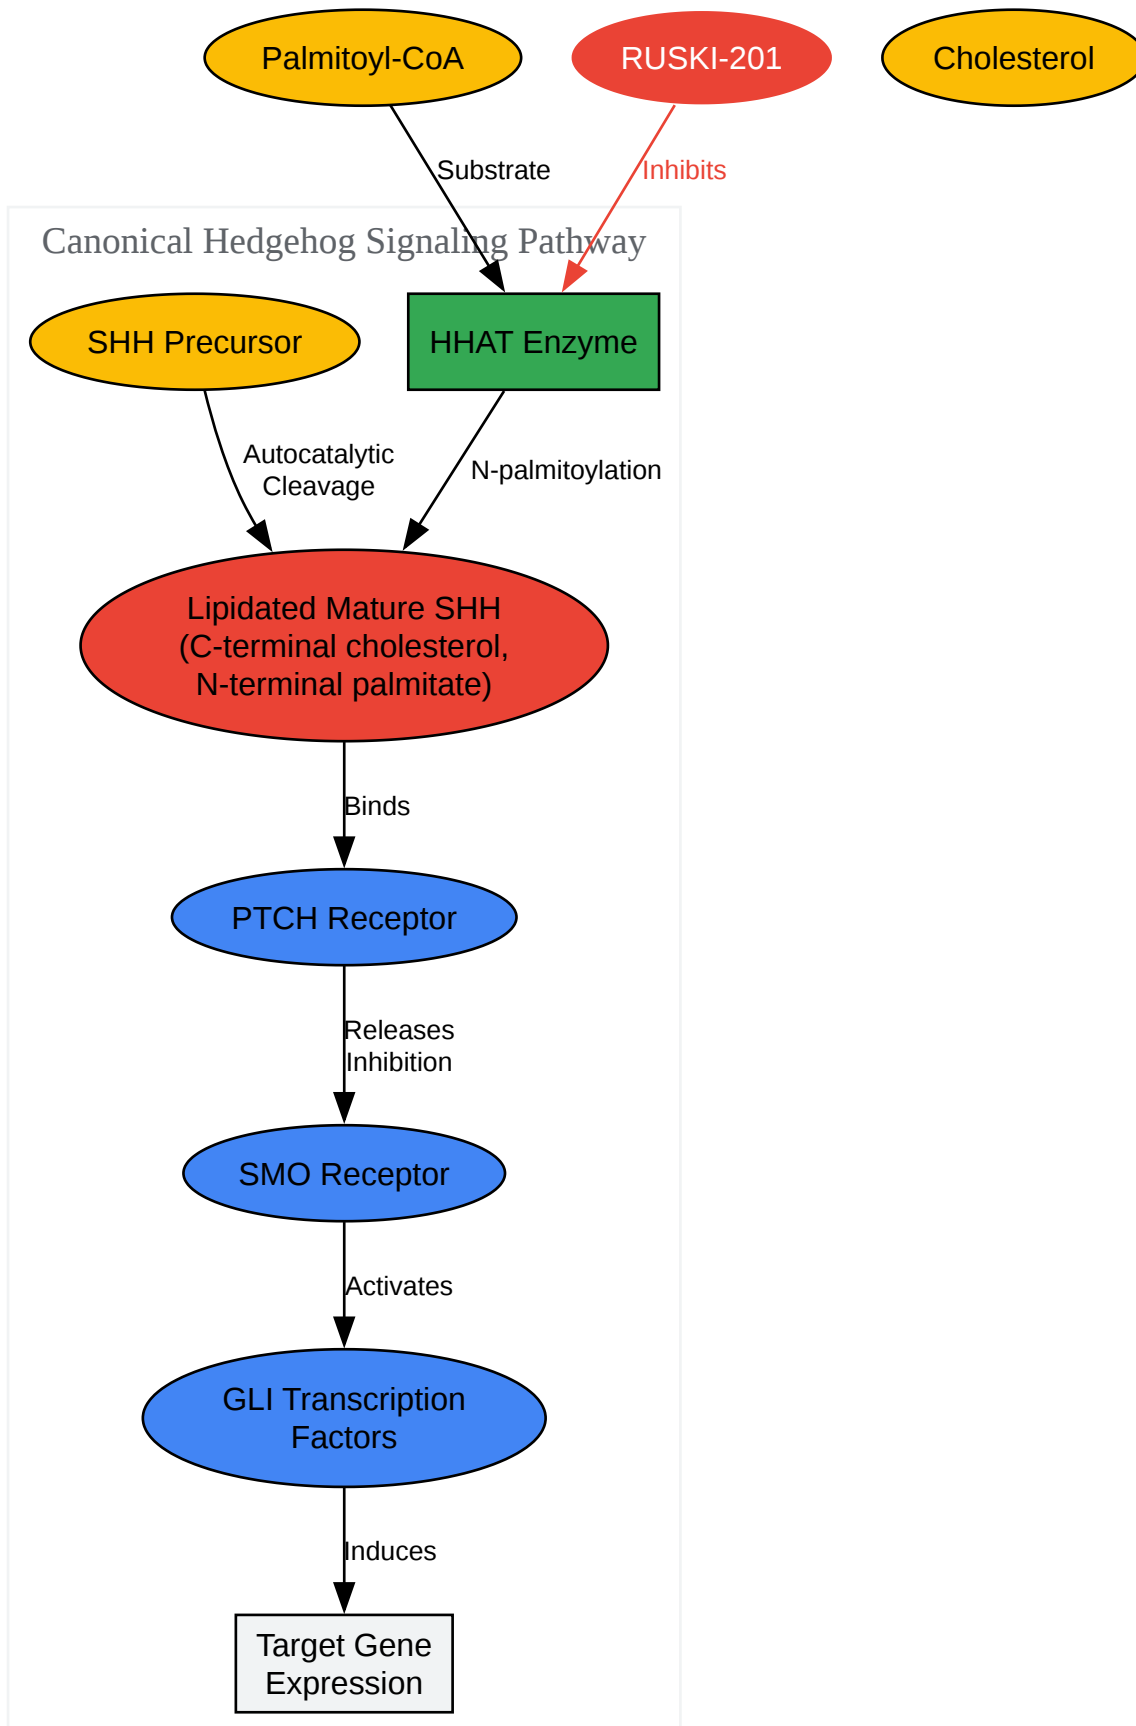 Palmitoyl-CoA
RUSKI-201
Cholesterol
Substrate
Inhibits
Canonical Hedgehog Signaling Pathway
SHH Precursor
HHAT Enzyme
Autocatalytic
Cleavage
N-palmitoylation
Lipidated Mature SHH
(C-terminal cholesterol,
N-terminal palmitate)
Binds
PTCH Receptor
Releases
Inhibition
SMO Receptor
Activates
GLI Transcription
Factors
Induces
Target Gene
Expression